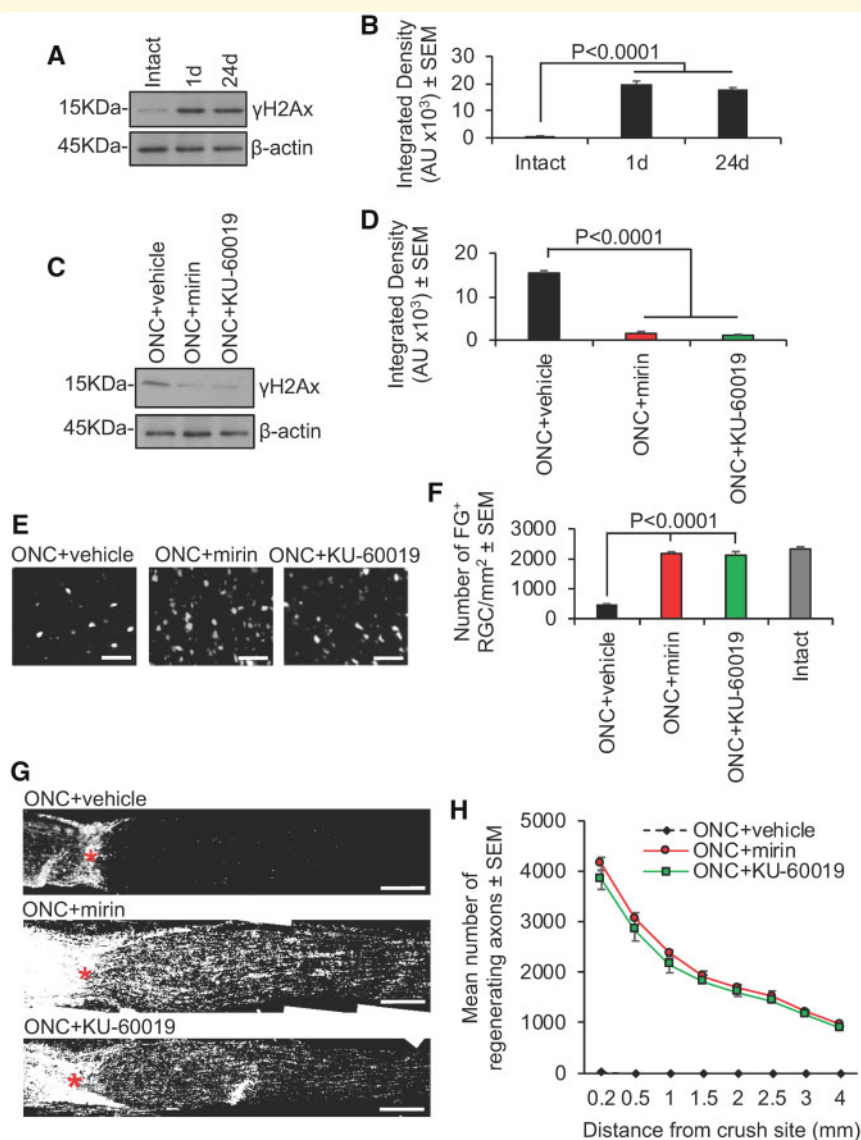 A
Intact
1d
24d
15KDa-
γH2Ax
45KDa-
β-actin
B
Integrated Density
(AU x10³) ± SEM
30
20
10
0
P<0.0001
Intact
1d
24d
C
ONC+vehicle
ONC+mirin
ONC+KU-60019
15KDa-
γH2Ax
45KDa-
β-actin
D
Integrated Density
(AU x10³) ± SEM
20
10
0
P<0.0001
ONC+vehicle
ONC+mirin
ONC+KU-60019
E
ONC+vehicle
ONC+mirin
ONC+KU-60019
F
Number of FG⁺
RGC/mm² ± SEM
3000
2000
1000
0
P<0.0001
ONC+vehicle
ONC+mirin
ONC+KU-60019
Intact
G
ONC+vehicle
*
ONC+mirin
*
ONC+KU-60019
*
H
Mean number of
regenerating axons ± SEM
5000
4000
3000
2000
1000
0
ONC+vehicle
ONC+mirin
ONC+KU-60019
0.2 0.5 1 1.5 2 2.5 3 4
Distance from crush site (mm)